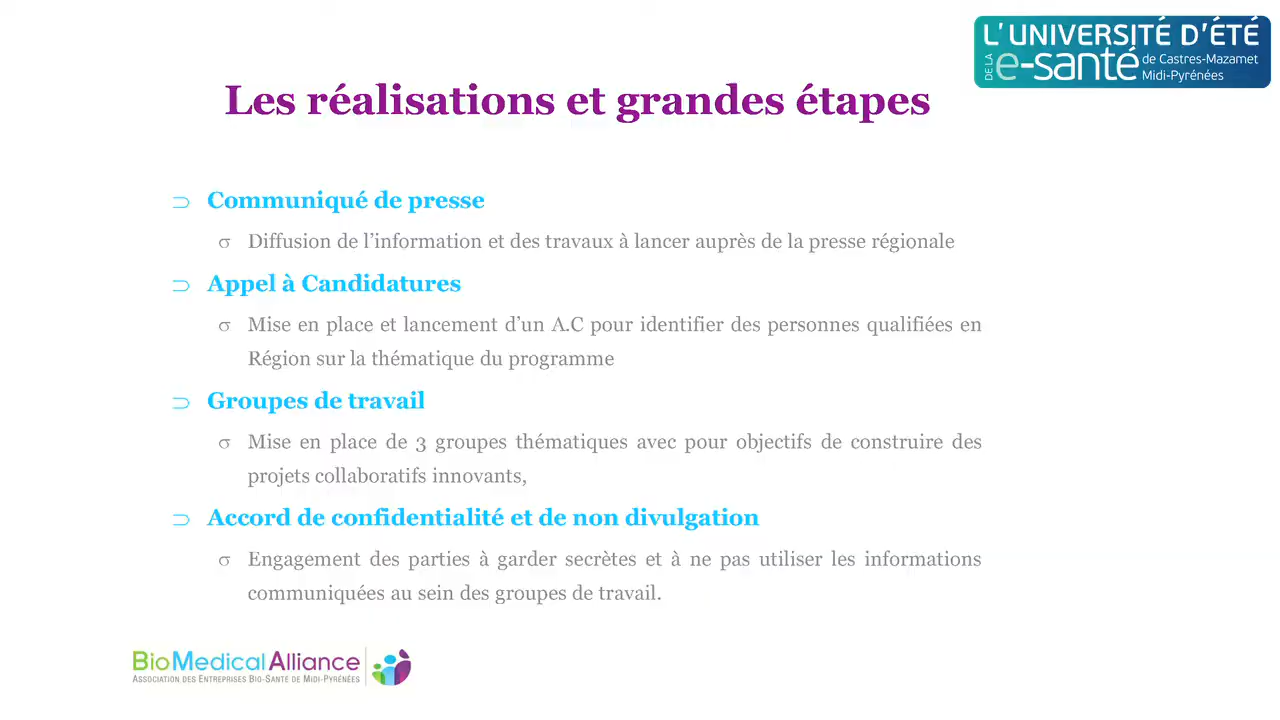 L'UNIVERSITÉ D'ÉTÉ
DE LA e-santé de Castres-Mazamet
Midi-Pyrénées
Les réalisations et grandes étapes
⊃ Communiqué de presse
σ Diffusion de l’information et des travaux à lancer auprès de la presse régionale
⊃ Appel à Candidatures
σ Mise en place et lancement d’un A.C pour identifier des personnes qualifiées en
Région sur la thématique du programme
⊃ Groupes de travail
σ Mise en place de 3 groupes thématiques avec pour objectifs de construire des
projets collaboratifs innovants,
⊃ Accord de confidentialité et de non divulgation
σ Engagement des parties à garder secrètes et à ne pas utiliser les informations
communiquées au sein des groupes de travail.
BioMedical Alliance
ASSOCIATION DES ENTREPRISES BIO-SANTÉ DE MIDI-PYRÉNÉES